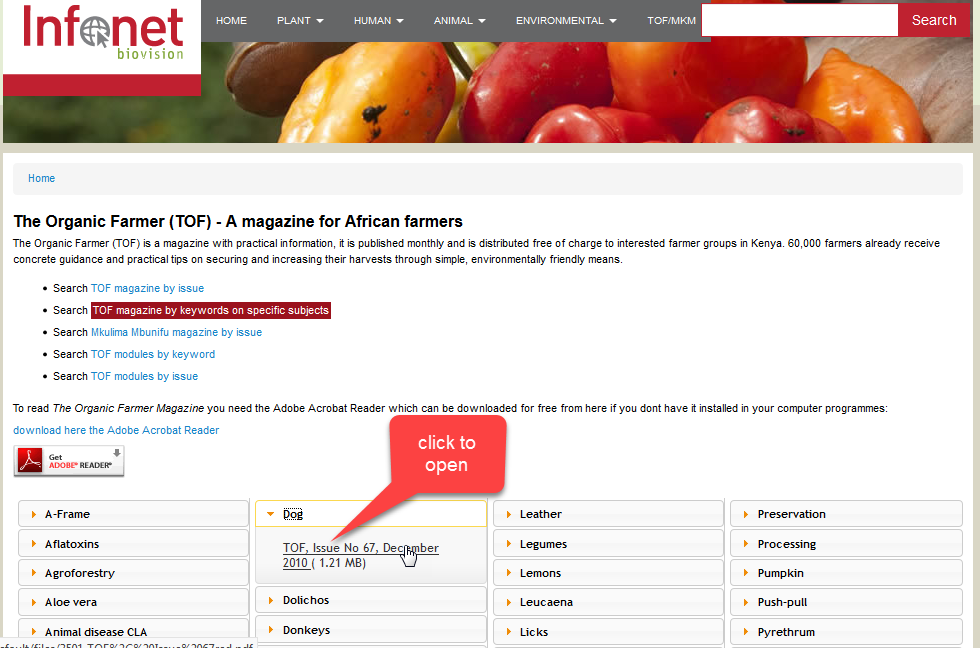 Infonet
biovision
HOME PLANT HUMAN ANIMAL ENVIRONMENTAL TOF/MKM Search
Home
The Organic Farmer (TOF) - A magazine for African farmers
The Organic Farmer (TOF) is a magazine with practical information, it is published monthly and is distributed free of charge to interested farmer groups in Kenya. 60,000 farmers already receive
concrete guidance and practical tips on securing and increasing their harvests through simple, environmentally friendly means.
• Search TOF magazine by issue
• Search TOF magazine by keywords on specific subjects
• Search Mkulima Mbunifu magazine by issue
• Search TOF modules by keyword
• Search TOF modules by issue
To read The Organic Farmer Magazine you need the Adobe Acrobat Reader which can be downloaded for free from here if you dont have it installed in your computer programmes:
download here the Adobe Acrobat Reader
Get
ADOBE® READER®
click to
open
A-Frame
Aflatoxins
Agroforestry
Aloe vera
Animal disease CLA
Dog
TOF, Issue No 67, December
2010 ( 1.21 MB)
Dolichos
Donkeys
Leather
Legumes
Lemons
Leucaena
Licks
Preservation
Processing
Pumpkin
Push-pull
Pyrethrum